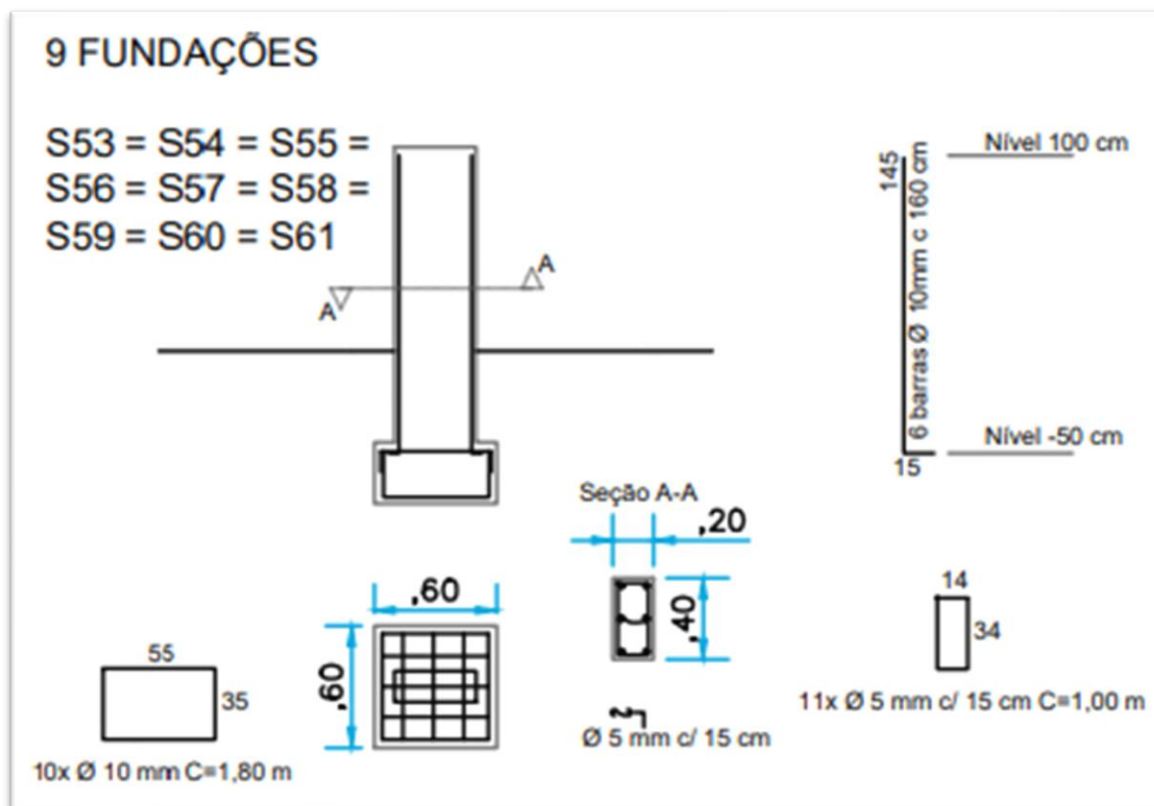 9 FUNDAÇÕES
S53 = S54 = S55 =
S56 = S57 = S58 =
S59 = S60 = S61
A
A
145
6 barras Ø 10mm c 160 cm
15
Nível 100 cm
Nível -50 cm
Seção A-A
,20
,40
Ø 5 mm c/ 15 cm
,60
,60
55
35
10x Ø 10 mm C=1,80 m
14
34
11x Ø 5 mm c/ 15 cm C=1,00 m